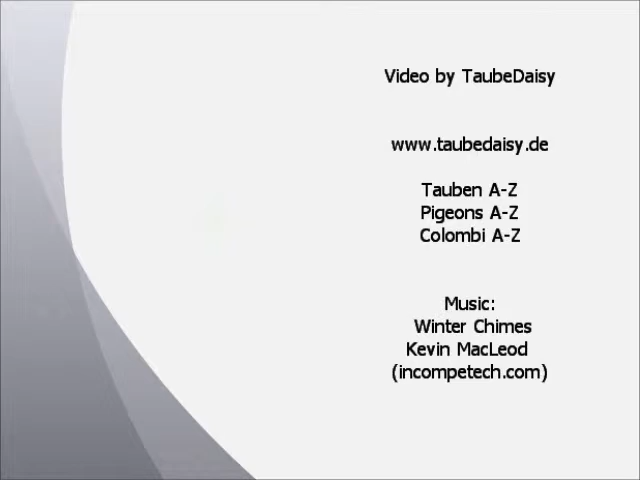 Video by TaubeDaisy
www.taubedaisy.de
Tauben A-Z
Pigeons A-Z
Colombi A-Z
Music:
Winter Chimes
Kevin MacLeod
(incompetech.com)